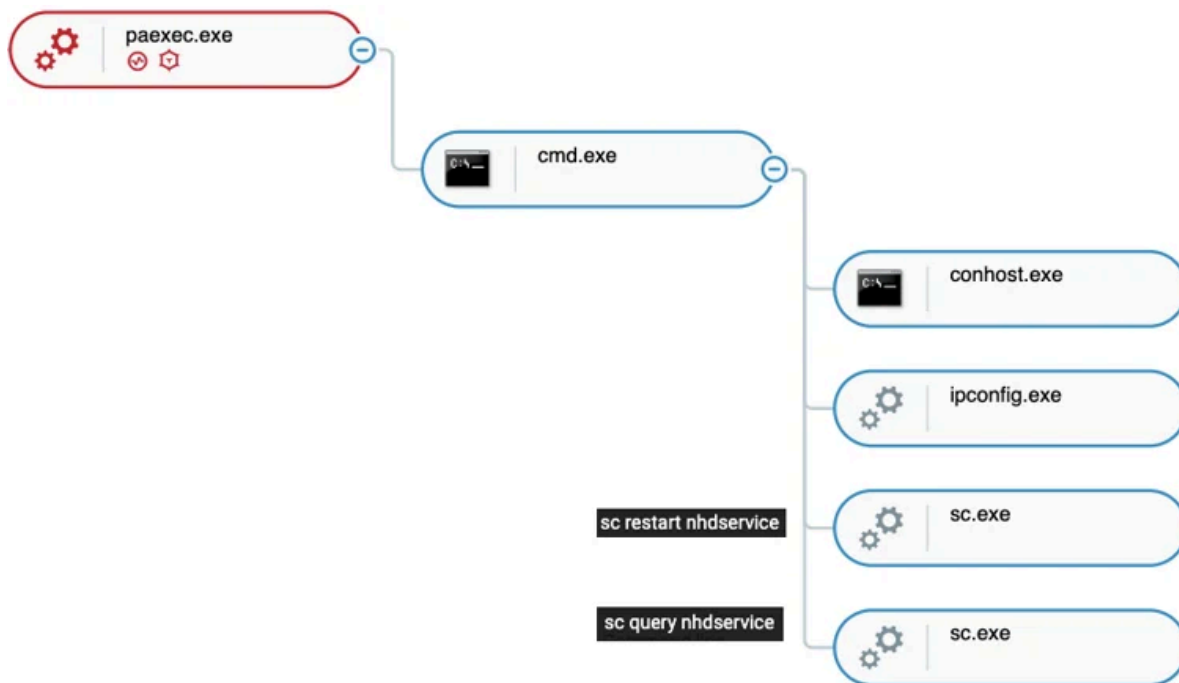 paexec.exe
C:\_
cmd.exe
C:\_
conhost.exe
ipconfig.exe
sc restart nhdservice
sc.exe
sc query nhdservice
sc.exe